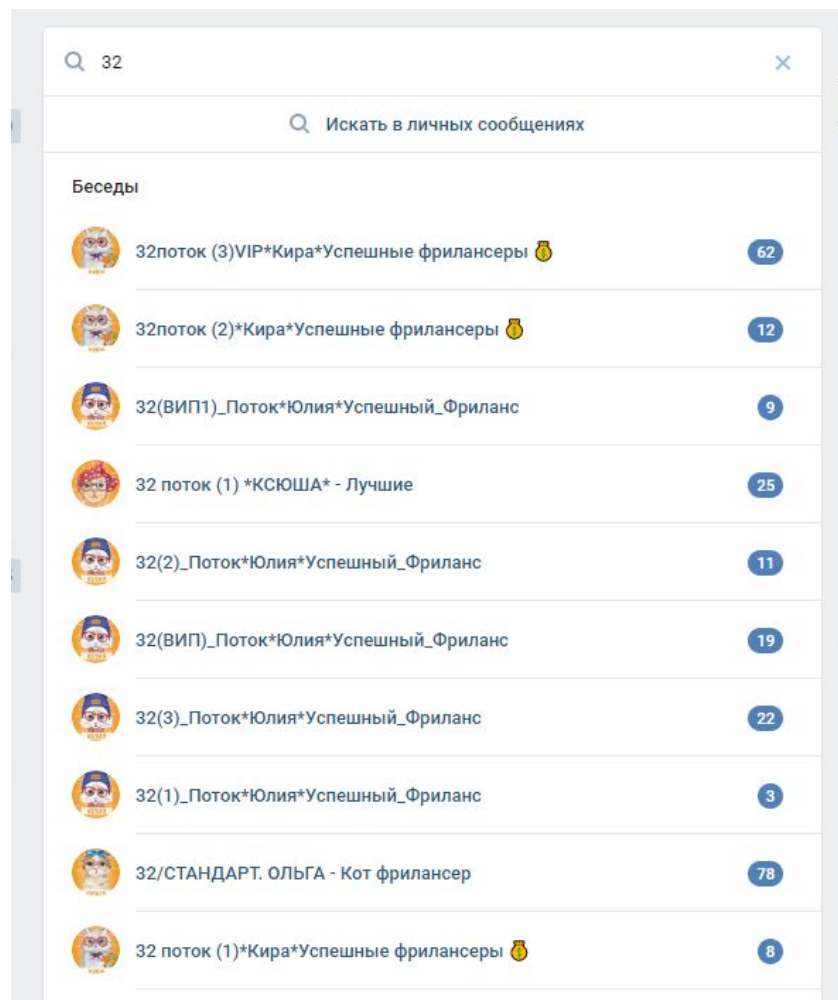 32
Искать в личных сообщениях
Беседы
32поток (3)VIP*Кира*Успешные фрилансеры 💰 62
32поток (2)*Кира*Успешные фрилансеры 💰 12
32(ВИП1)_Поток*Юлия*Успешный_Фриланс 9
32 поток (1) *КСЮША* - Лучшие 25
32(2)_Поток*Юлия*Успешный_Фриланс 11
32(ВИП)_Поток*Юлия*Успешный_Фриланс 19
32(3)_Поток*Юлия*Успешный_Фриланс 22
32(1)_Поток*Юлия*Успешный_Фриланс 3
32/СТАНДАРТ. ОЛЬГА - Кот фрилансер 78
32 поток (1)*Кира*Успешные фрилансеры 💰 8